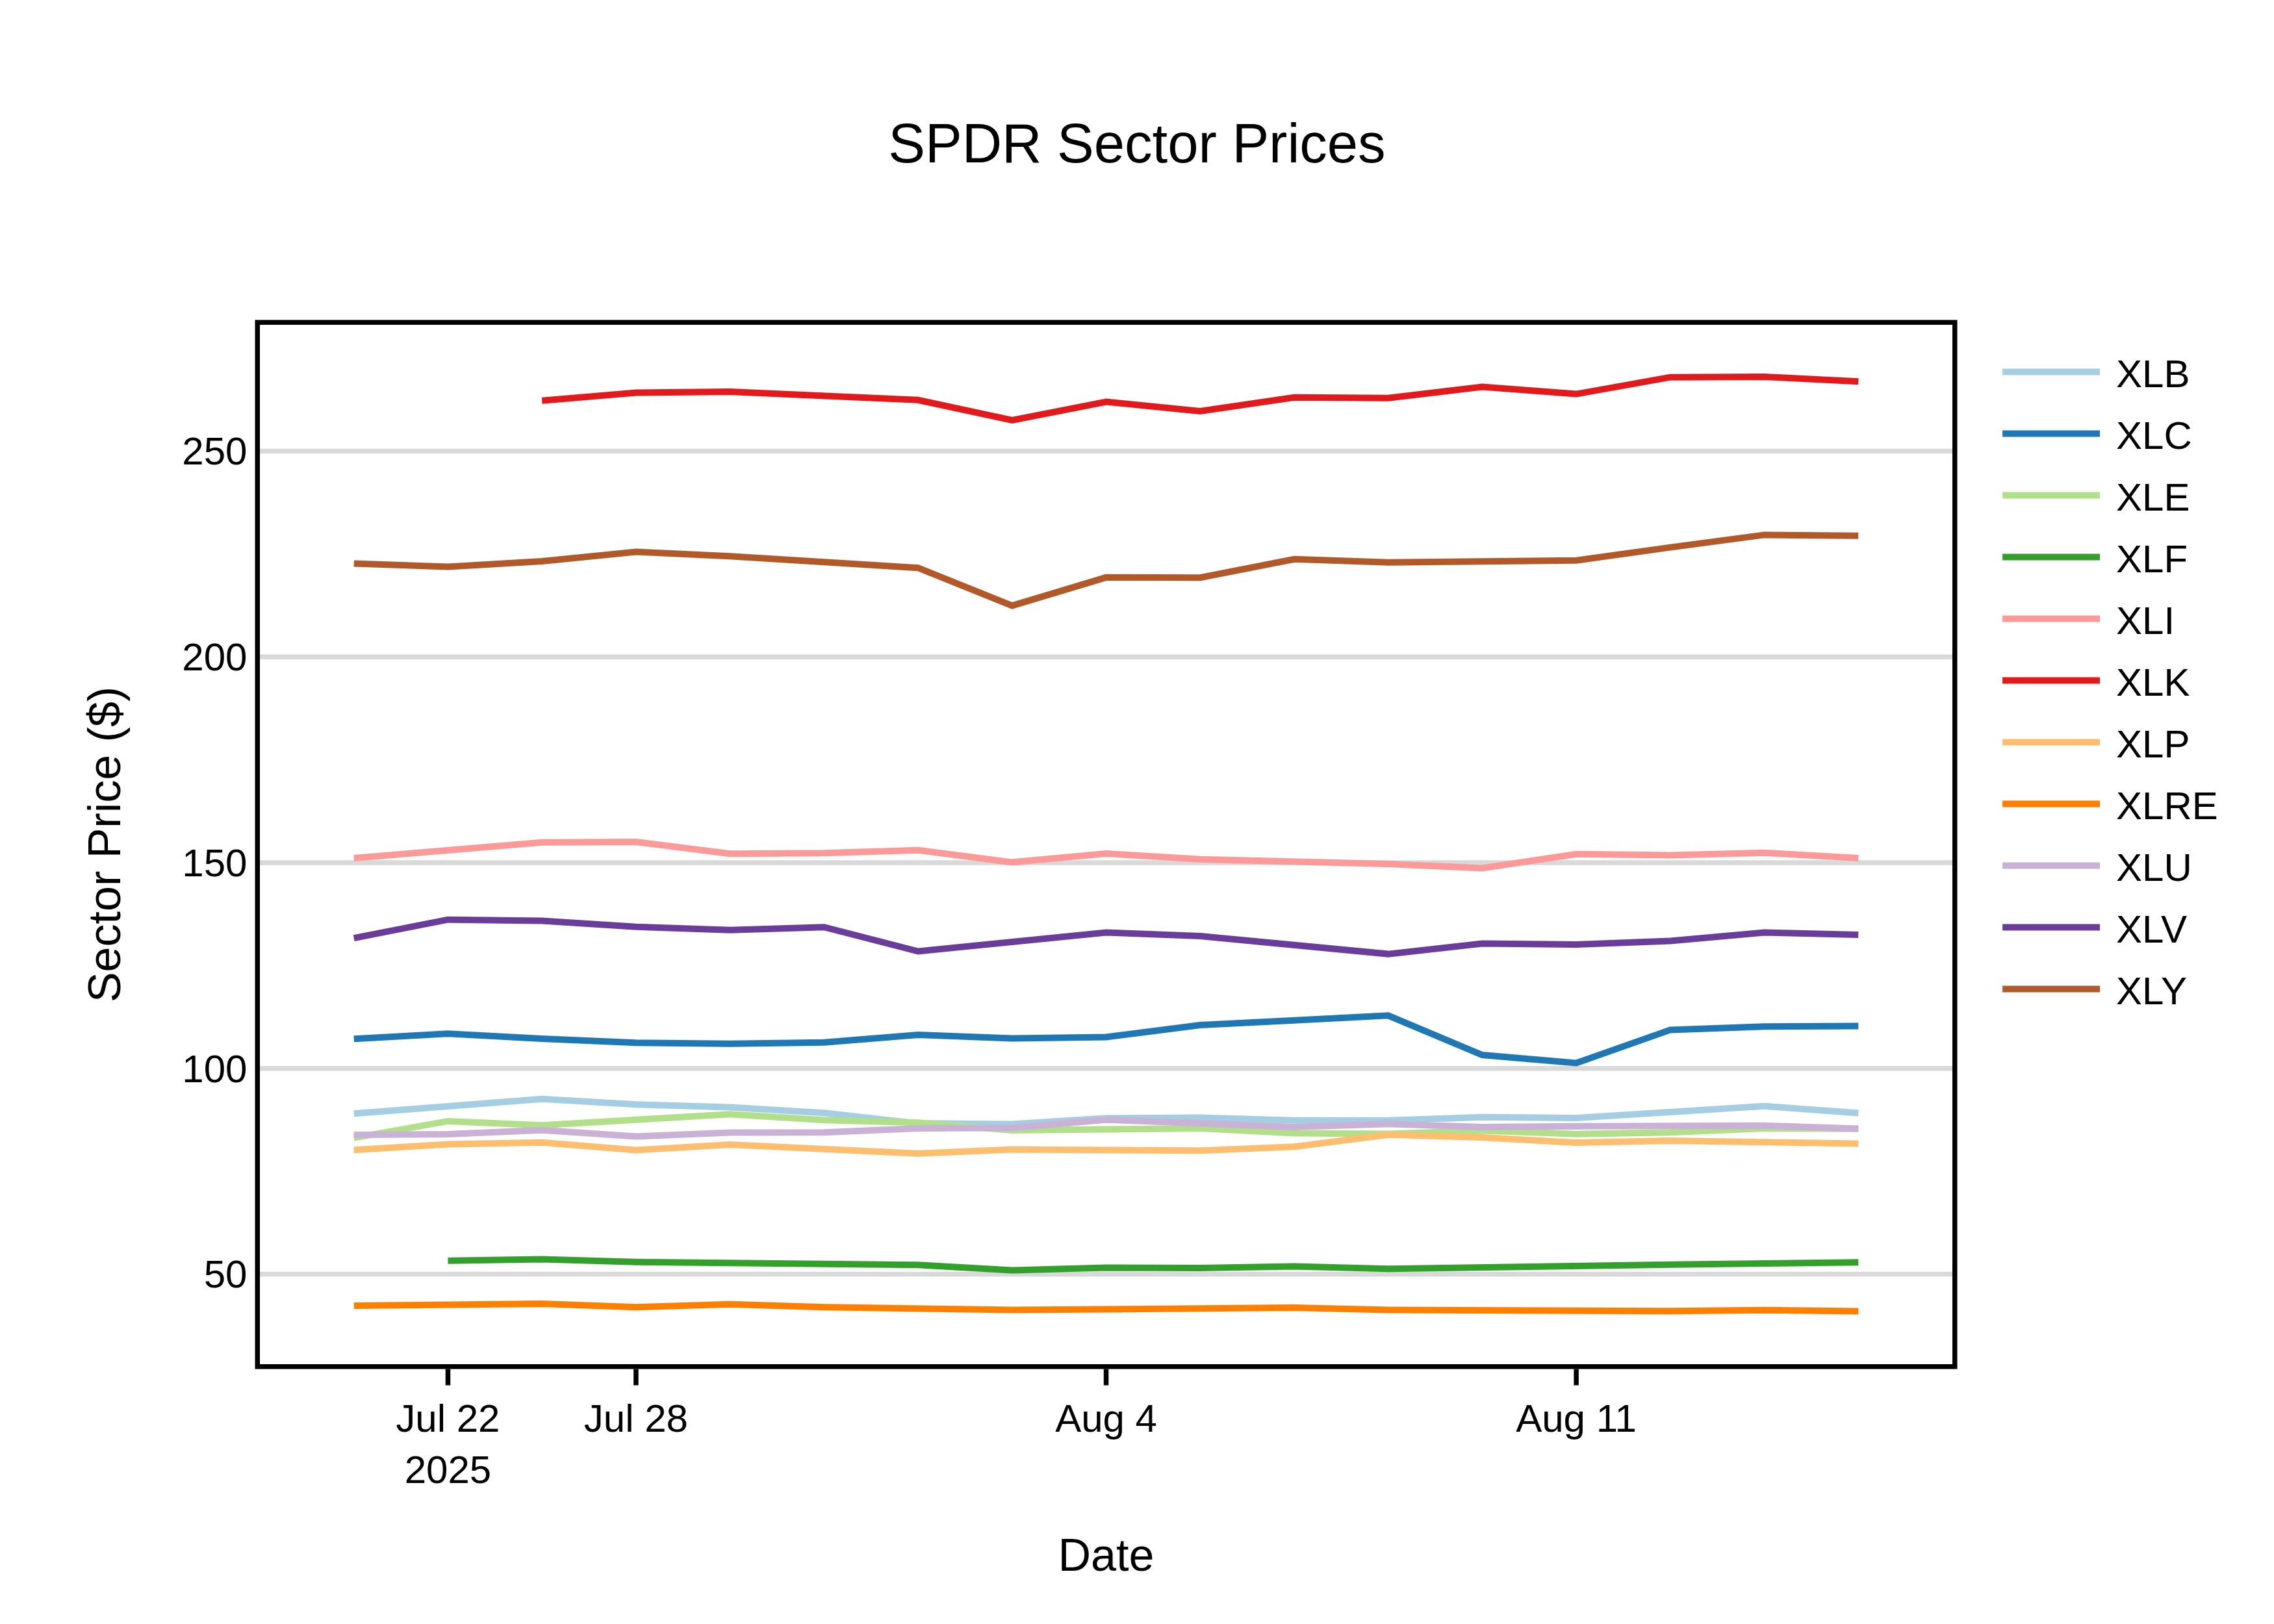 SPDR Sector Prices
Sector Price ($)
250
200
150
100
50
Jul 22
2025
Jul 28
Aug 4
Aug 11
Date
XLB
XLC
XLE
XLF
XLI
XLK
XLP
XLRE
XLU
XLV
XLY